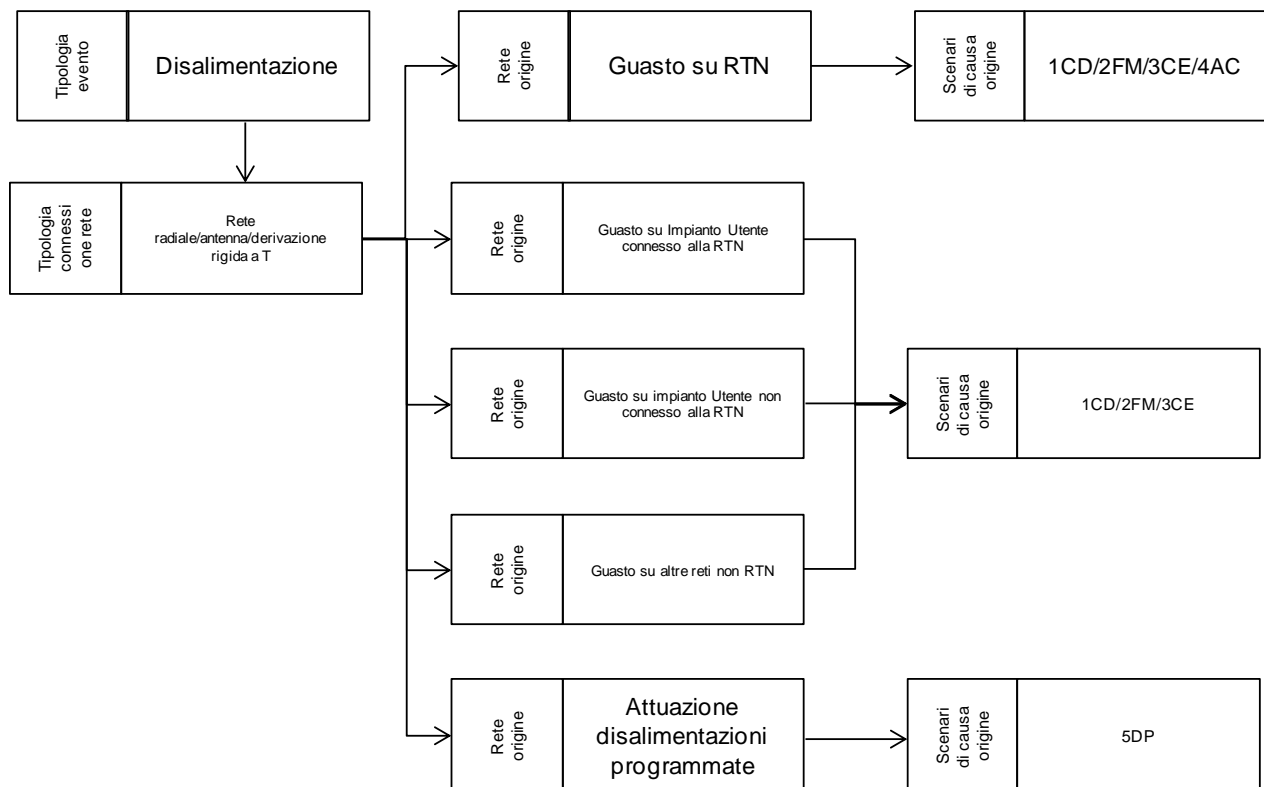 Tipologia
evento
Disalimentazione
Rete
origine
Guasto su RTN
Scenari
di causa
origine
1CD/2FM/3CE/4AC
Tipologia
connessi
one rete
Rete
radiale/antenna/derivazione
rigida a T
Rete
origine
Guasto su Impianto Utente
connesso alla RTN
Rete
origine
Guasto su impianto Utente non
connesso alla RTN
Scenari
di causa
origine
1CD/2FM/3CE
Rete
origine
Guasto su altre reti non RTN
Rete
origine
Attuazione
disalimentazioni
programmate
Scenari
di causa
origine
5DP